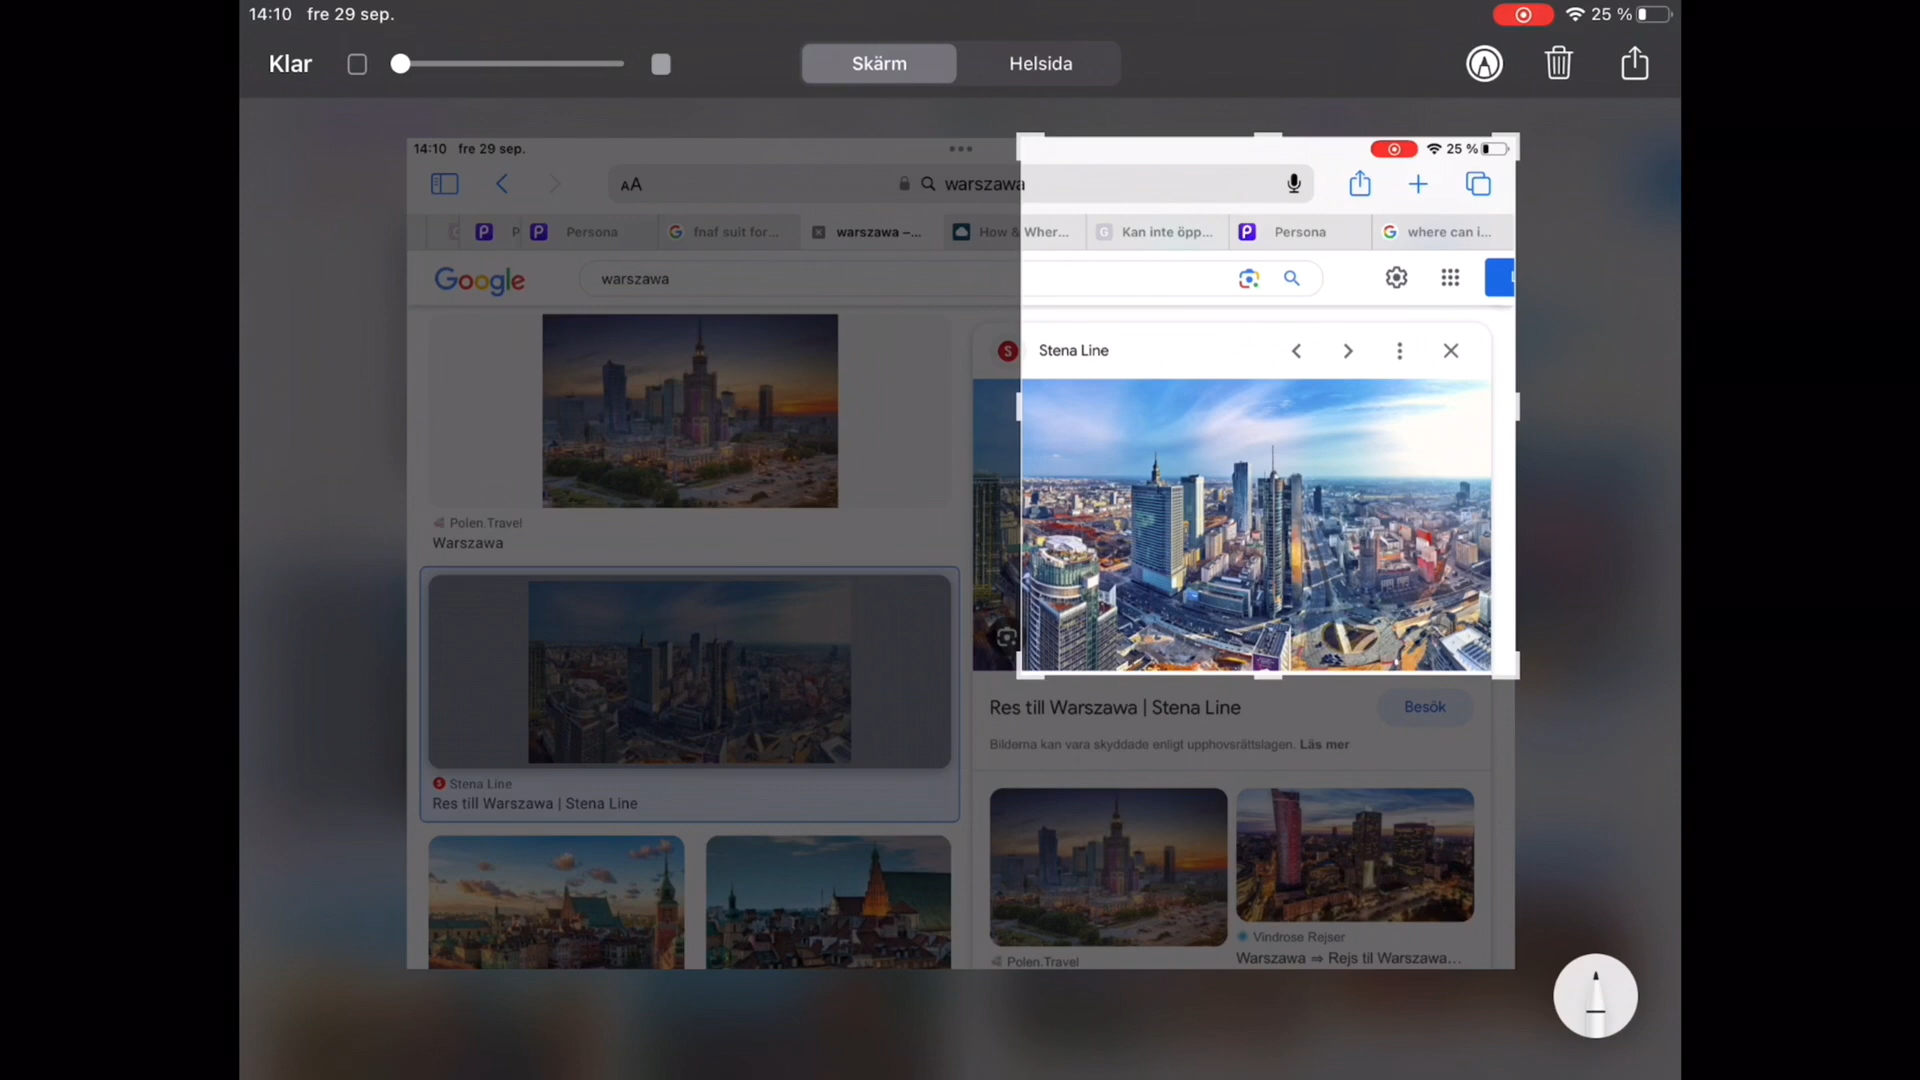 14:10 fre 29 sep.
25 %
Klar
Skärm
Helsida
14:10 fre 29 sep.
25 %
AA
warszawa
P
Persona
fnaf suit for...
warszawa –...
How & Wher...
Kan inte öpp...
Persona
where can i...
Google
warszawa
Polen.Travel
Warszawa
Stena Line
Res till Warszawa | Stena Line
Stena Line
Res till Warszawa | Stena Line
Besök
Bilderna kan vara skyddade enligt upphovsrättslagen. Läs mer
Polen.Travel
Vindrose Rejser
Warszawa ⇒ Rejs til Warszawa...